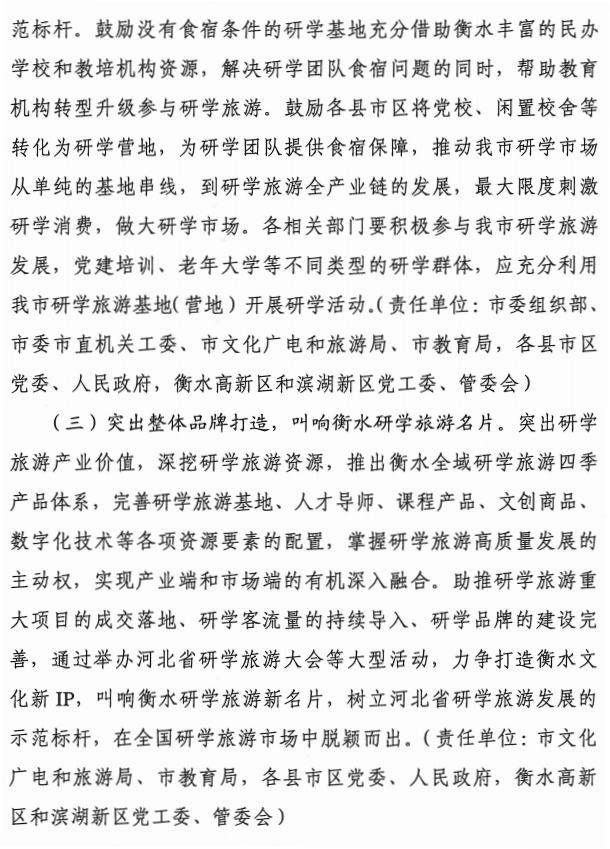 范标杆。鼓励没有食宿条件的研学基地充分借助衡水丰富的民办
学校和教培机构资源，解决研学团队食宿问题的同时，帮助教育
机构转型升级参与研学旅游。鼓励各县市区将党校、闲置校舍等
转化为研学营地，为研学团队提供食宿保障，推动我市研学市场
从单纯的基地串线，到研学旅游全产业链的发展，最大限度刺激
研学消费，做大研学市场。各相关部门要积极参与我市研学旅游
发展，党建培训、老年大学等不同类型的研学群体，应充分利用
我市研学旅游基地(营地）开展研学活动。(责任单位：市委组织部、
市委市直机关工委、市文化广电和旅游局、市教育局，各县市区
党委、人民政府，衡水高新区和滨湖新区党工委、管委会）
（三）突出整体品牌打造，叫响衡水研学旅游名片。突出研学
旅游产业价值，深挖研学旅游资源，推出衡水全域研学旅游四季
产品体系，完善研学旅游基地、人才导师、课程产品、文创商品、
数字化技术等各项资源要素的配置，掌握研学旅游高质量发展的
主动权，实现产业端和市场端的有机深入融合。助推研学旅游重
大项目的成交落地、研学客流量的持续导入、研学品牌的建设完
善，通过举办河北省研学旅游大会等大型活动，力争打造衡水文
化新 IP，叫响衡水研学旅游新名片，树立河北省研学旅游发展的
示范标杆，在全国研学旅游市场中脱颖而出。（责任单位：市文化
广电和旅游局、市教育局，各县市区党委、人民政府，衡水高新
区和滨湖新区党工委、管委会）